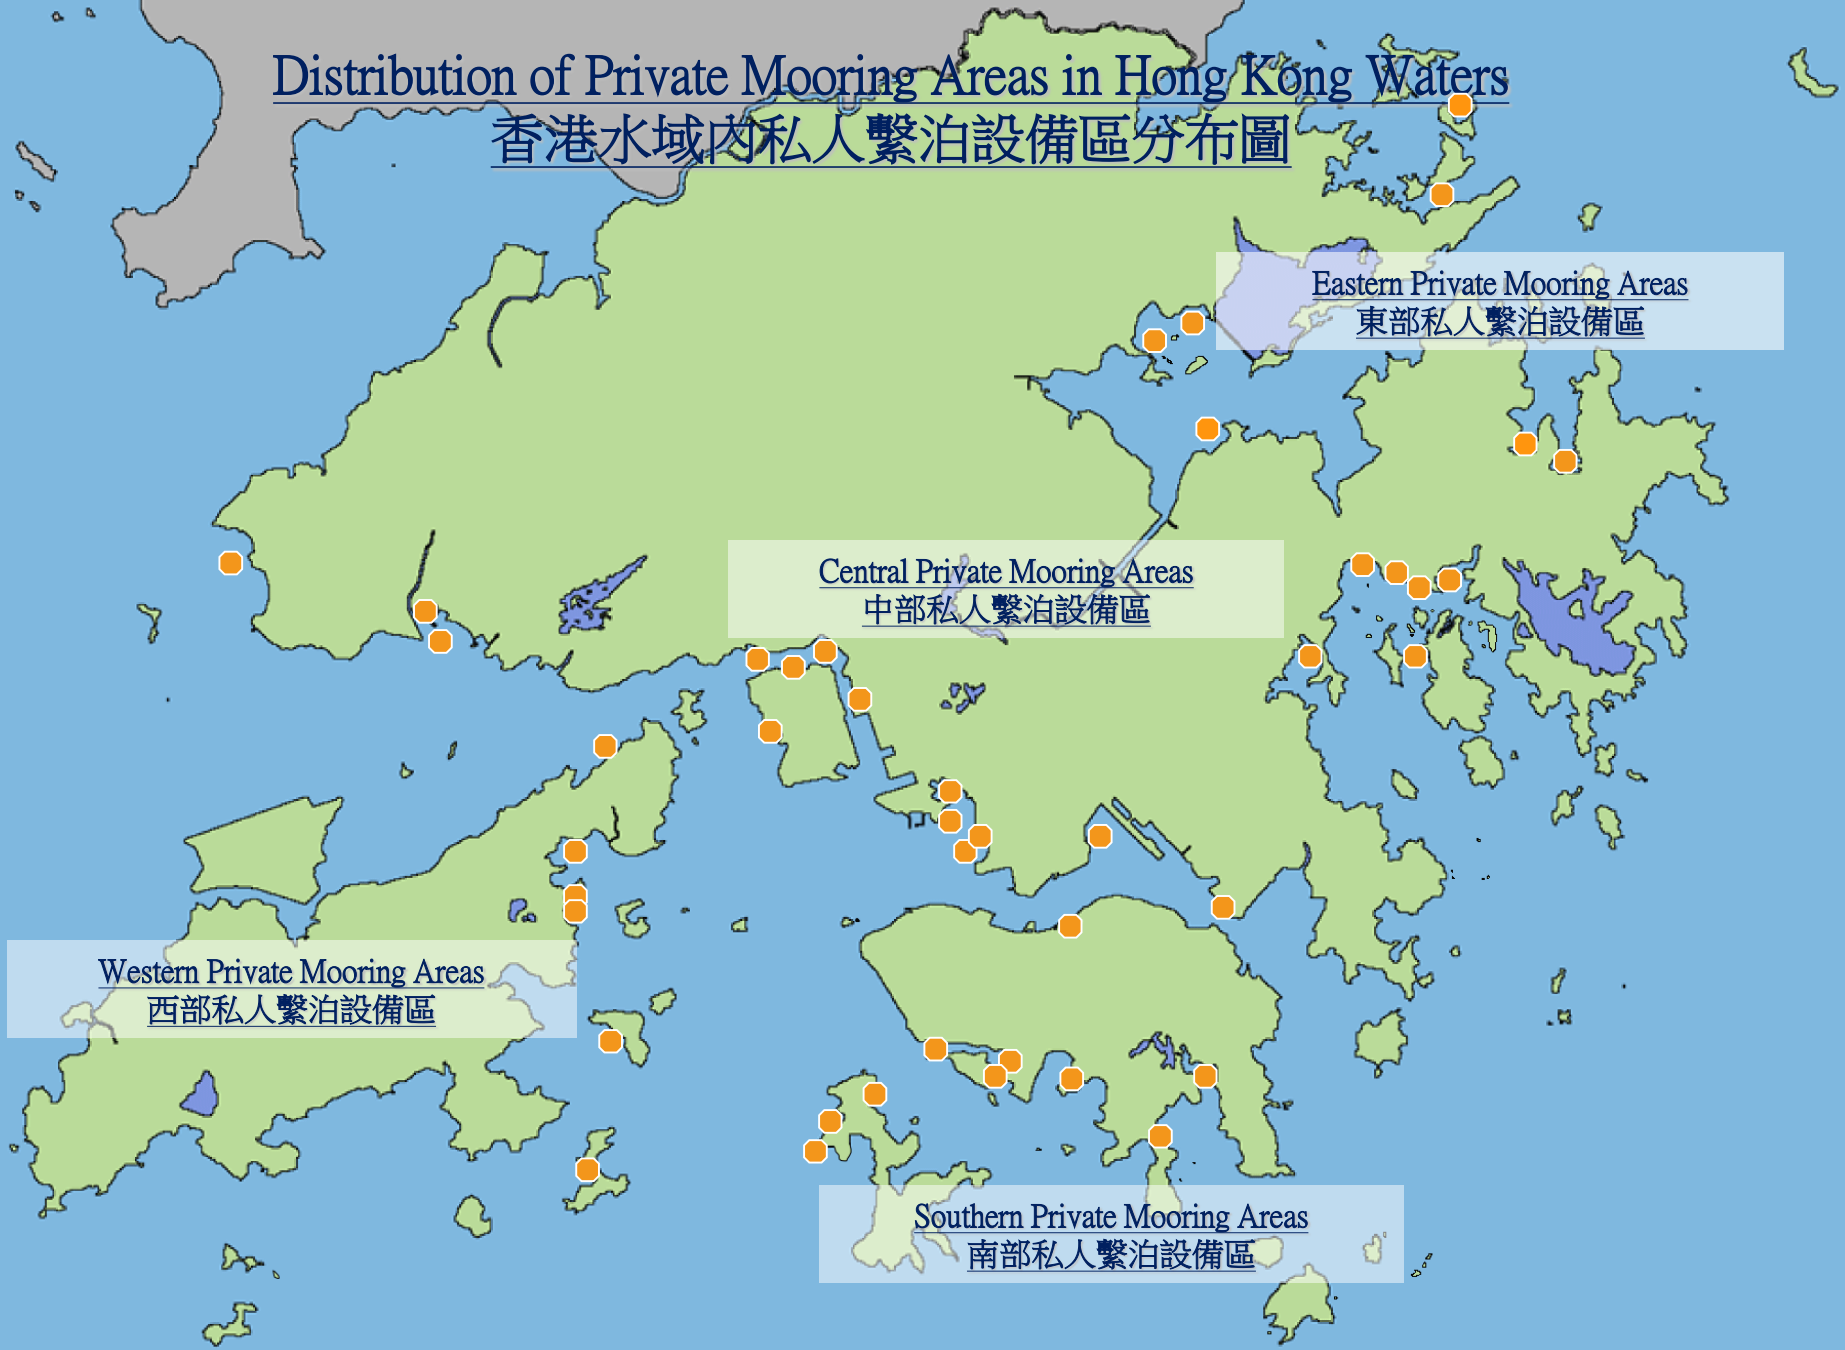 Distribution of Private Mooring Areas in Hong Kong Waters
香港水域內私人繫泊設備區分布圖
Eastern Private Mooring Areas
東部私人繫泊設備區
Central Private Mooring Areas
中部私人繫泊設備區
Western Private Mooring Areas
西部私人繫泊設備區
Southern Private Mooring Areas
南部私人繫泊設備區